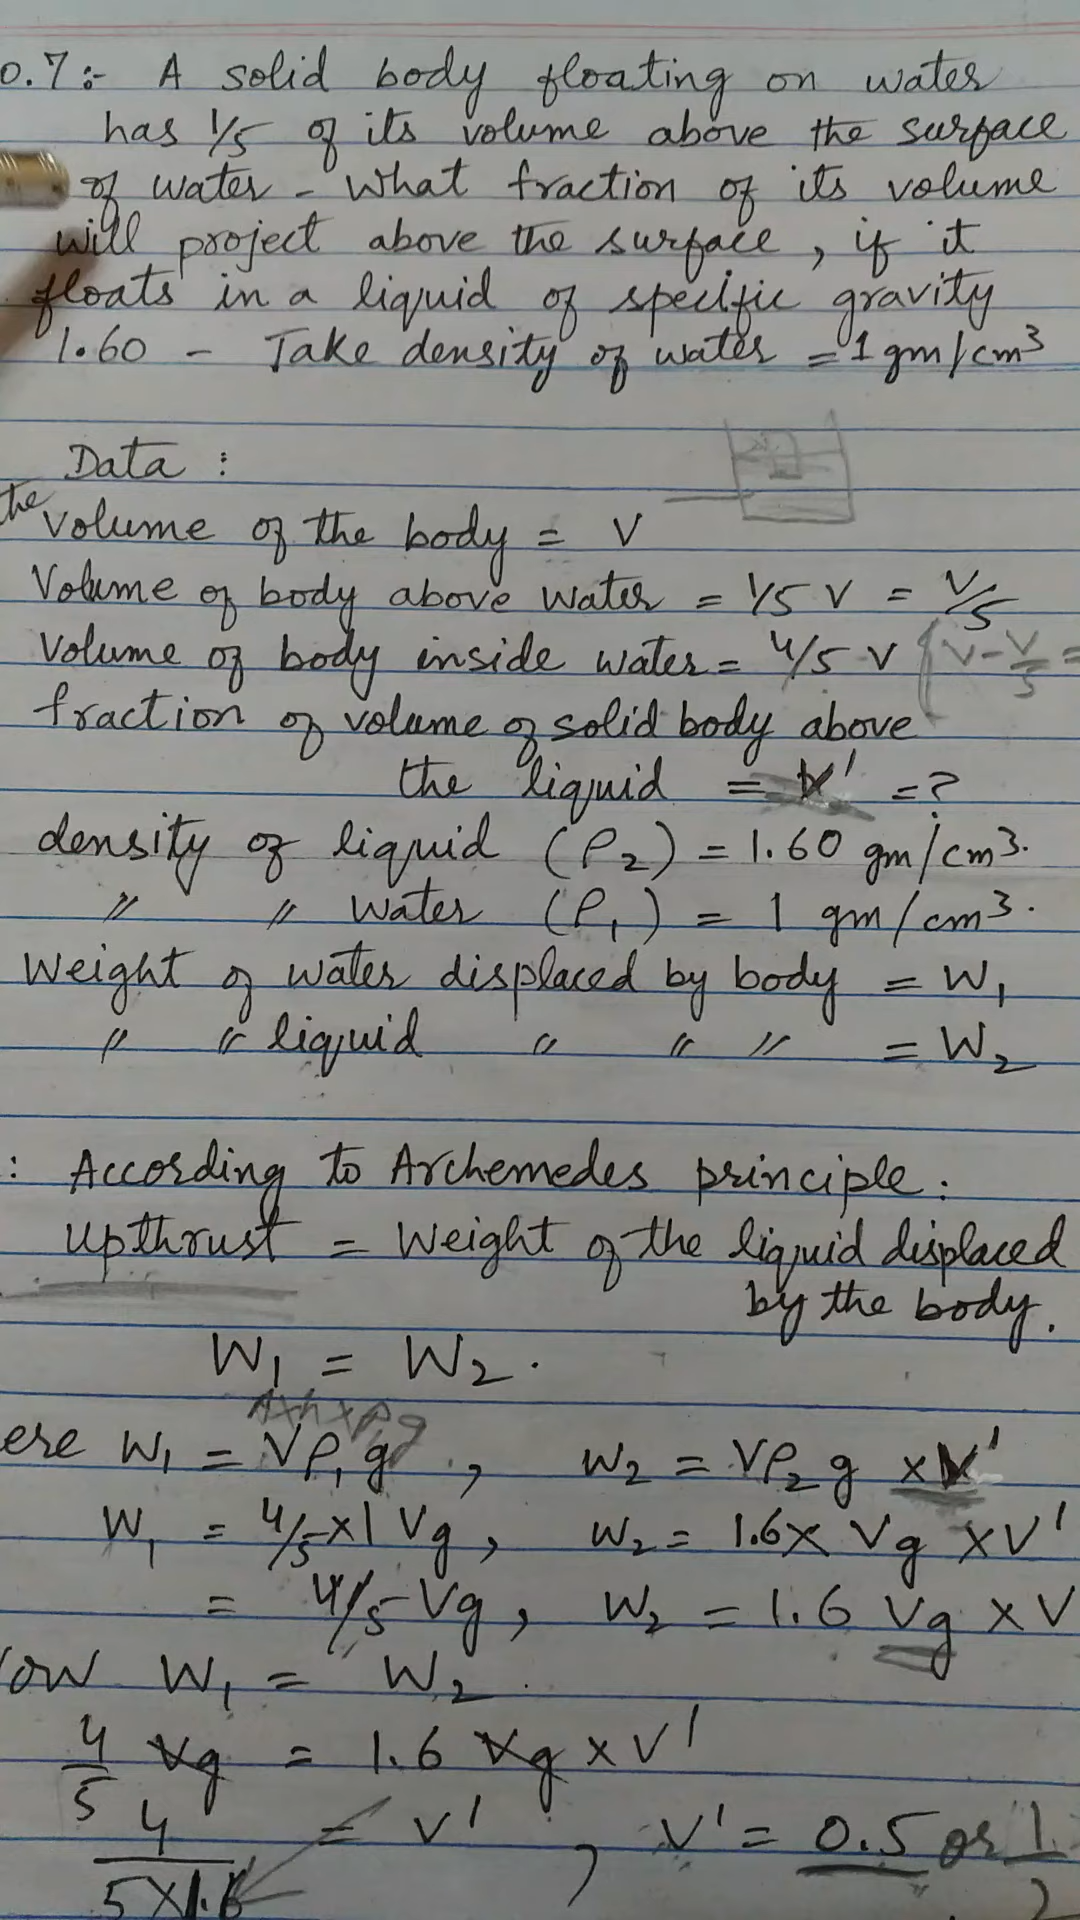 0.7:- A solid body floating on water
has 1/5 of its volume above the surface
of water - What fraction of its volume
will project above the surface, if it
floats in a liquid of specific gravity
1.60 - Take density of water = 1 gm/cm³
Data :
the Volume of the body = V
Volume of body above water = 1/5 V = V/5
Volume of body inside water = 4/5 V { V - V/5 =
fraction of volume of solid body above
the liquid = V' = ?
density of liquid (ρ₂) = 1.60 gm/cm³.
〃 〃 water (ρ₁) = 1 gm/cm³.
Weight of water displaced by body = W₁
〃 〃 liquid 〃 〃 〃 = W₂
: According to Archemedes principle :
Upthrust = Weight of the liquid displaced
by the body.
W₁ = W₂ .
A×h×ρg
ere W₁ = Vρ₁g , W₂ = Vρ₂g × V'
W₁ = 4/5×1 Vg , W₂ = 1.6× Vg × V'
= 4/5 Vg , W₂ = 1.6 Vg × V
ow W₁ = W₂ .
4/5 Vg = 1.6 Vg × V'
4/5×1.6 = V' , V' = 0.5 or 1/2